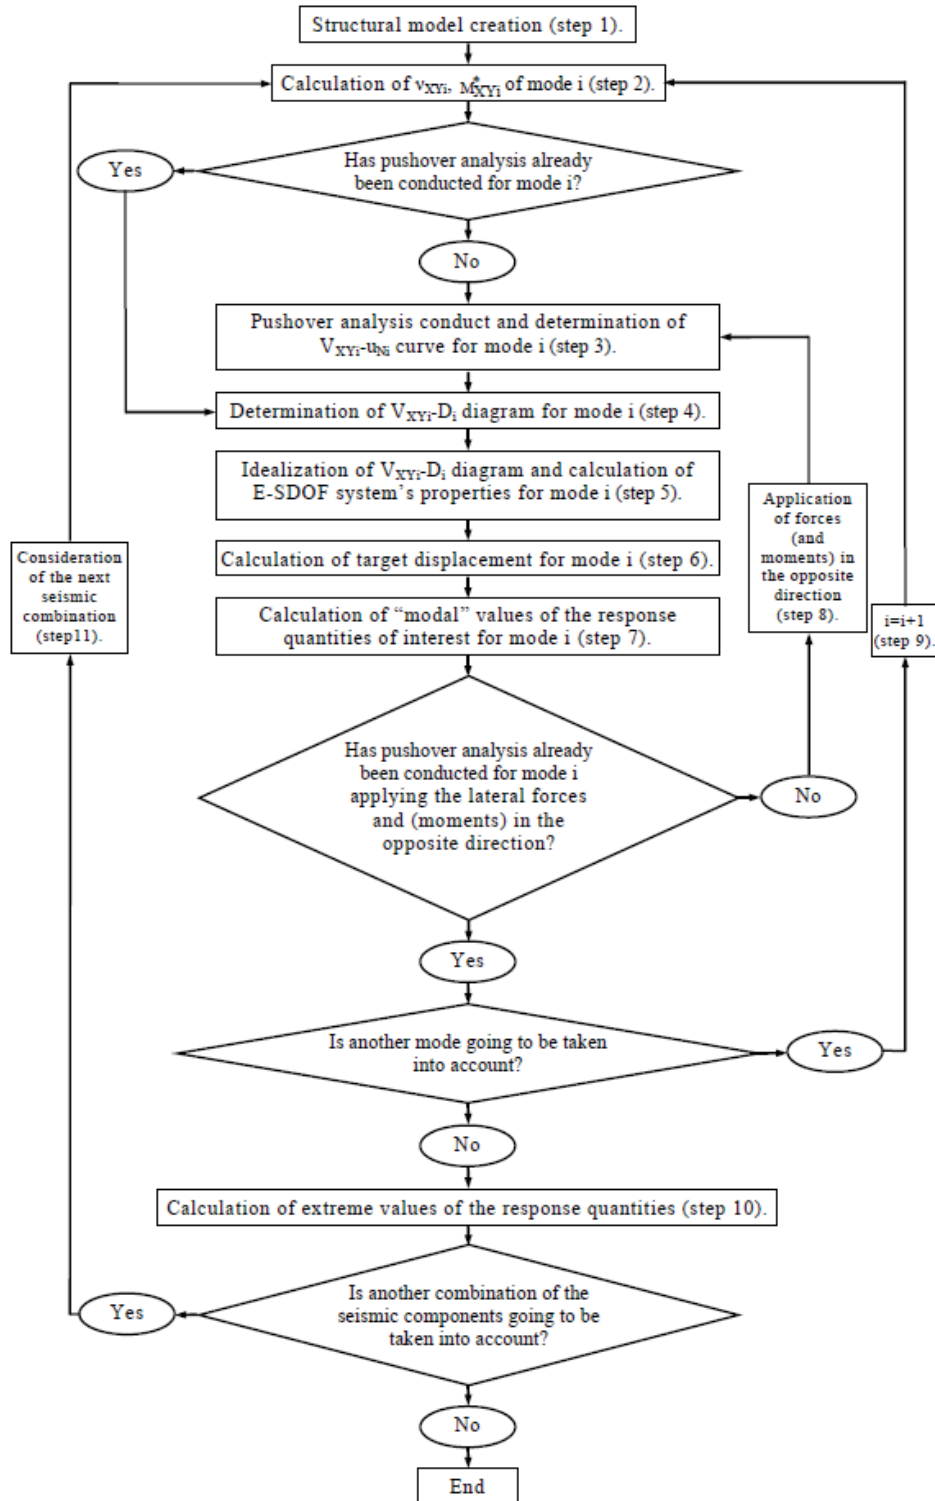 Structural model creation (step 1).
Calculation of νXYi, M*XYi of mode i (step 2).
Has pushover analysis already
been conducted for mode i?
Yes
No
Pushover analysis conduct and determination of
VXYi-uNi curve for mode i (step 3).
Determination of VXYi-Di diagram for mode i (step 4).
Idealization of VXYi-Di diagram and calculation of
E-SDOF system's properties for mode i (step 5).
Application
of forces
(and
moments) in
the opposite
direction
(step 8).
Consideration
of the next
seismic
combination
(step11).
Calculation of target displacement for mode i (step 6).
Calculation of “modal” values of the response
quantities of interest for mode i (step 7).
i=i+1
(step 9).
Has pushover analysis already
been conducted for mode i
applying the lateral forces
and (moments) in the
opposite direction?
No
Yes
Is another mode going to be taken
into account?
Yes
No
Calculation of extreme values of the response quantities (step 10).
Is another combination of the
seismic components going to be
taken into account?
Yes
No
End